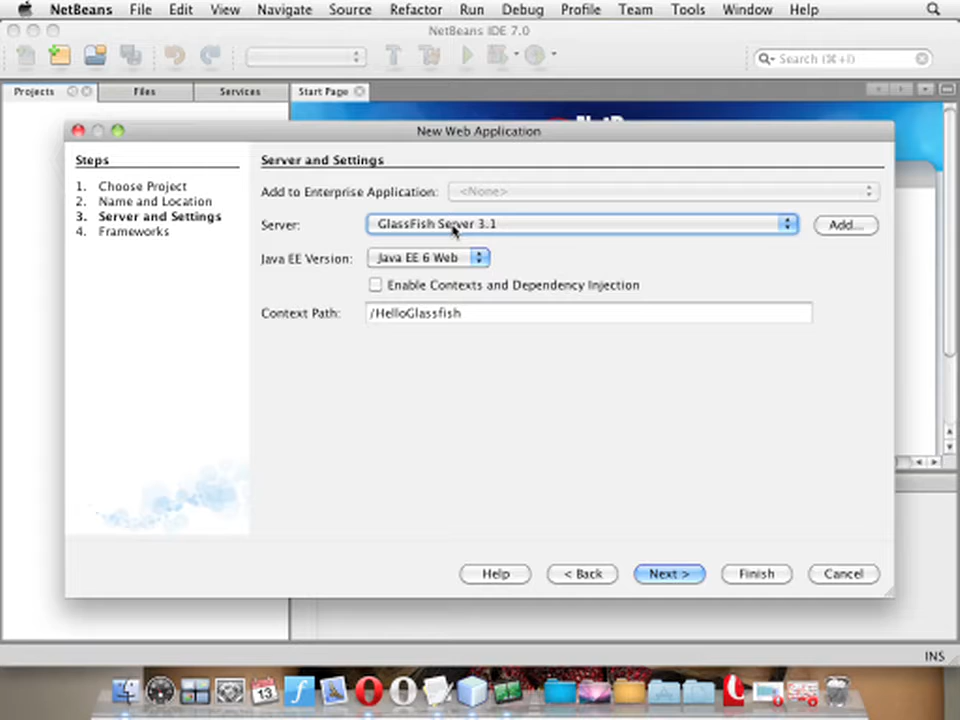 NetBeans File Edit View Navigate Source Refactor Run Debug Profile Team Tools Window Help
NetBeans IDE 7.0
Search (⌘+I)
Projects Files Services Start Page
New Web Application
Steps
1. Choose Project
2. Name and Location
3. Server and Settings
4. Frameworks
Server and Settings
Add to Enterprise Application: <None>
Server: GlassFish Server 3.1 Add...
Java EE Version: Java EE 6 Web
Enable Contexts and Dependency Injection
Context Path: /HelloGlassfish
Help < Back Next > Finish Cancel
INS
13